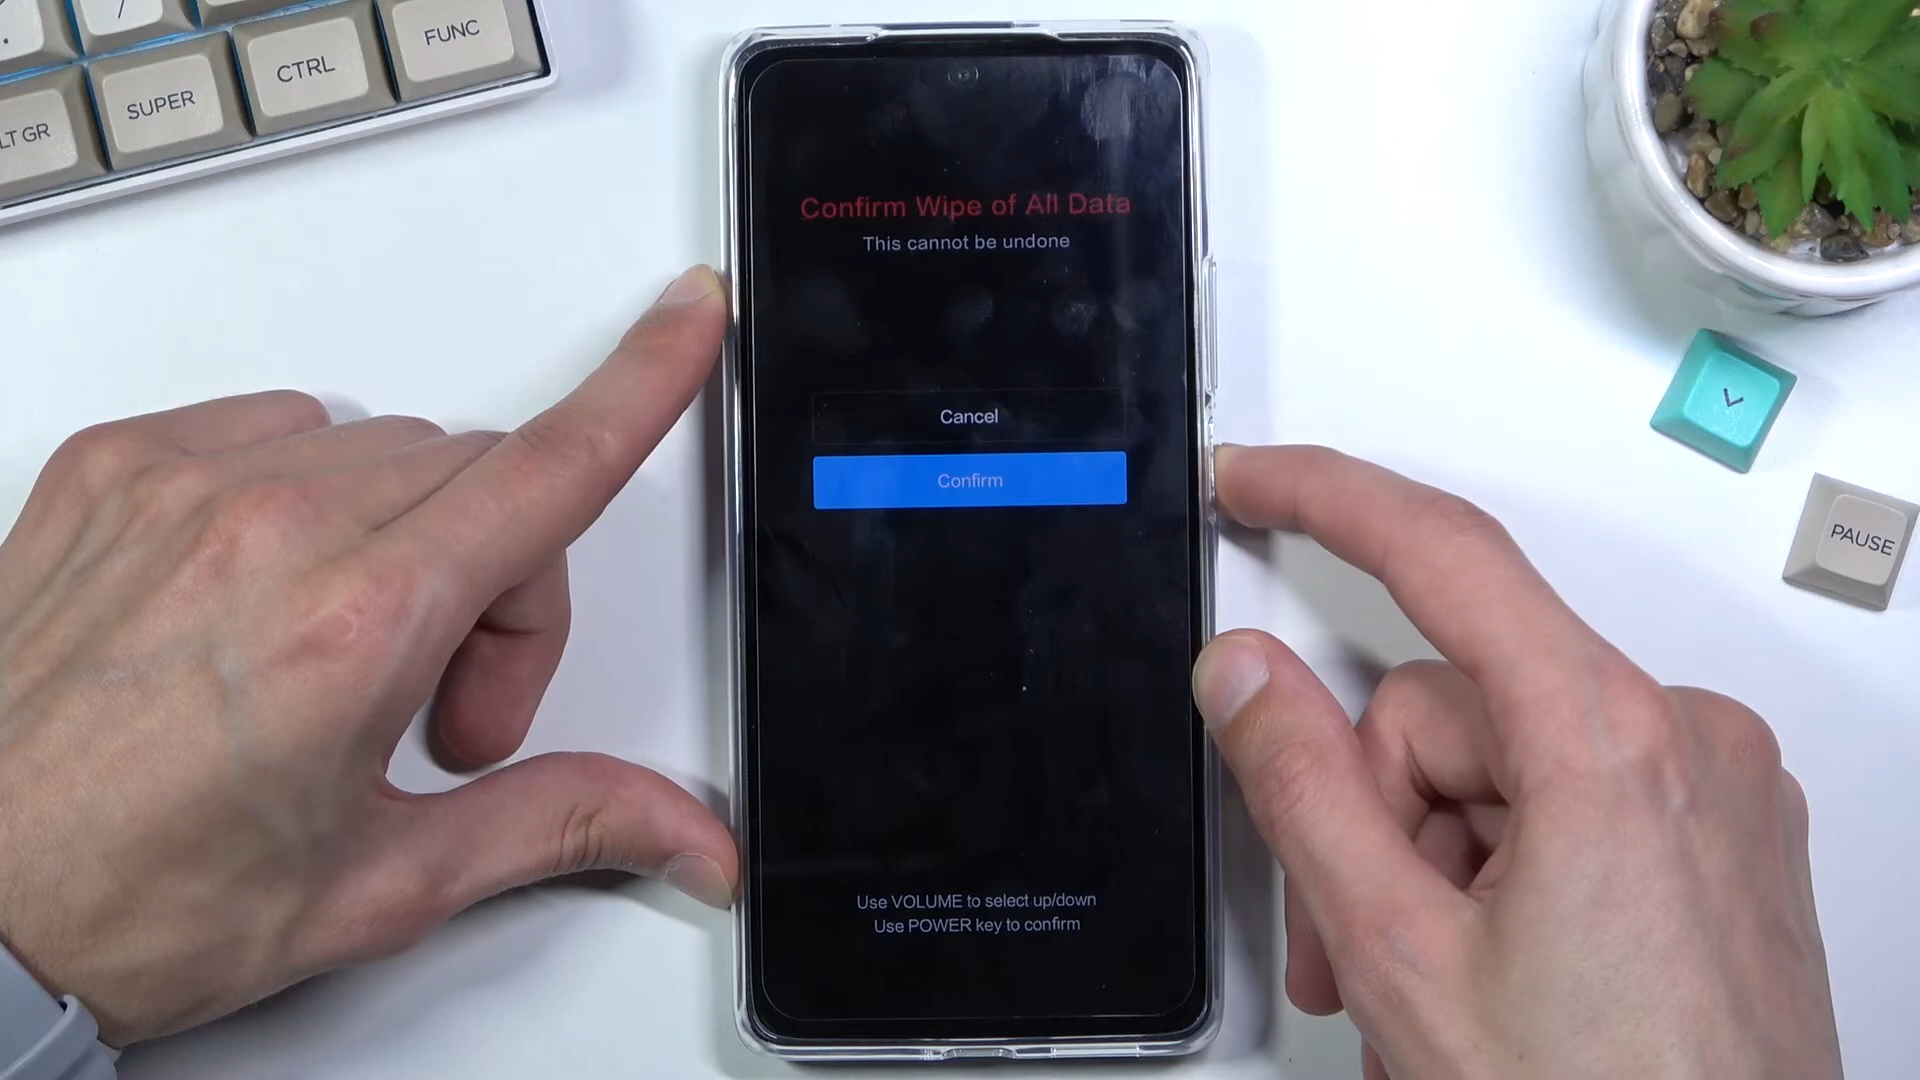 FUNC
CTRL
SUPER
LT GR
Confirm Wipe of All Data
This cannot be undone
Cancel
Confirm
PAUSE
Use VOLUME to select up/down
Use POWER key to confirm